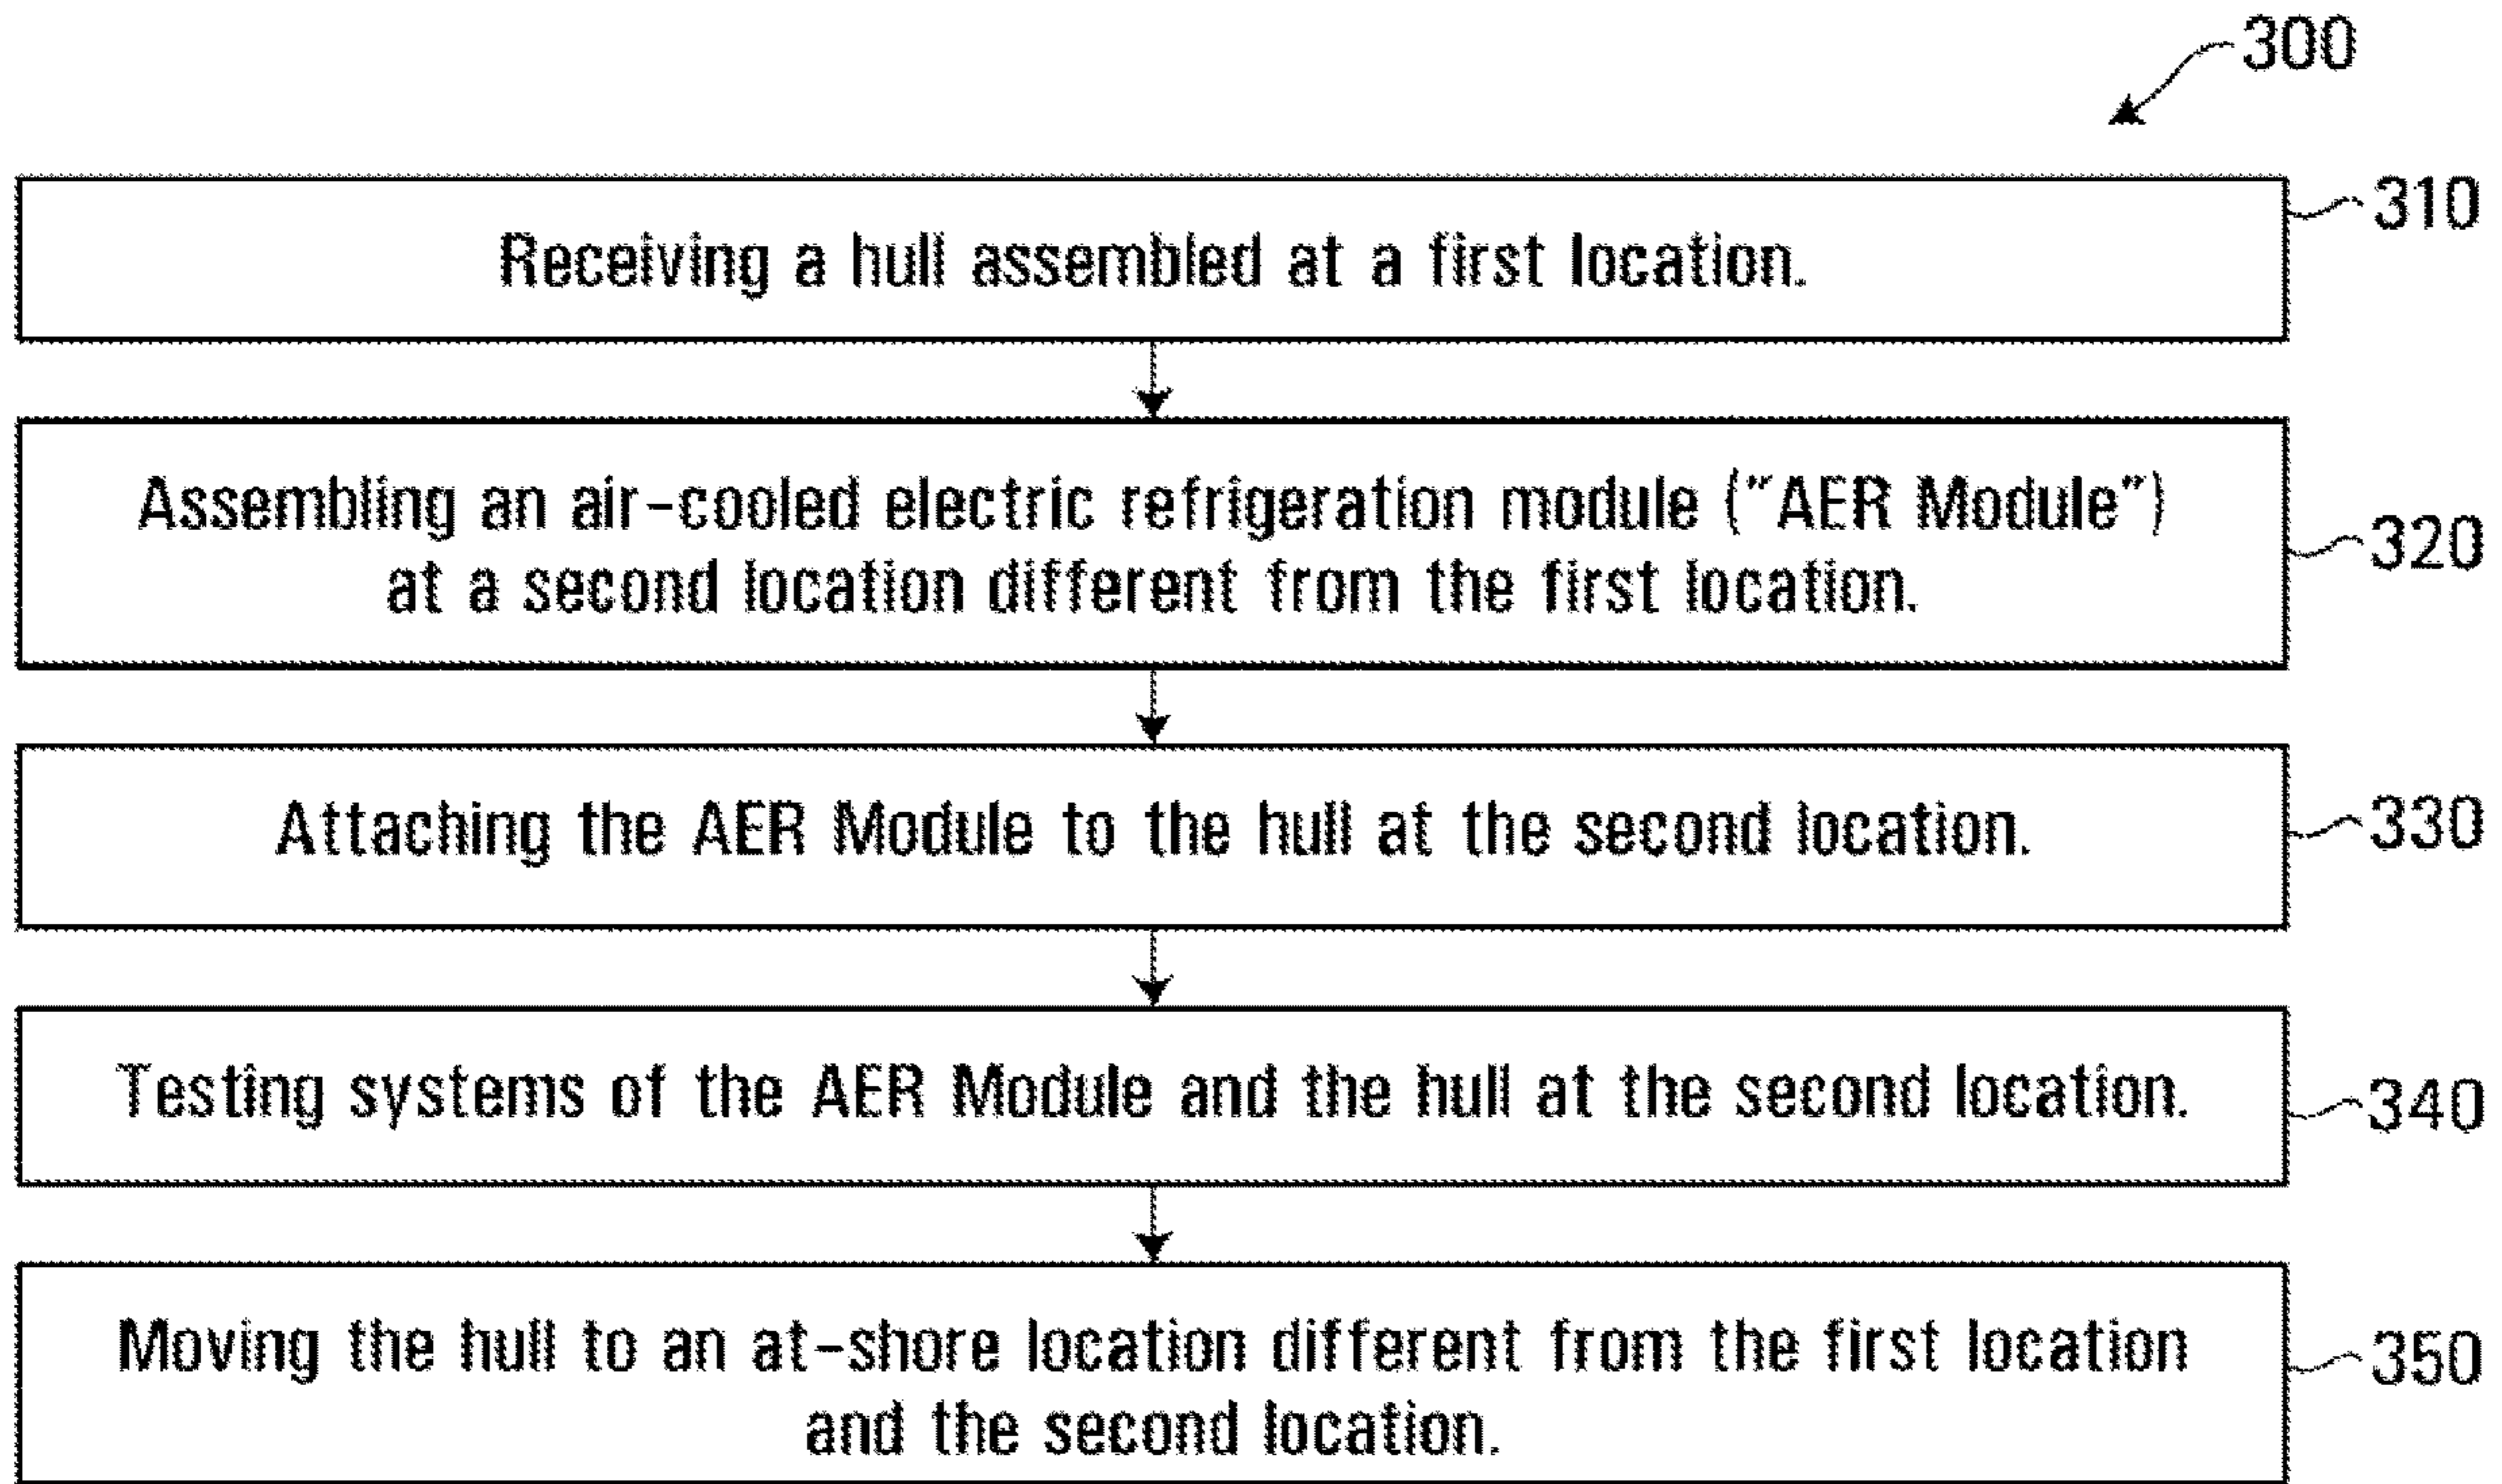 300
Receiving a hull assembled at a first location.
310
Assembling an air-cooled electric refrigeration module ("AER Module")
at a second location different from the first location.
320
Attaching the AER Module to the hull at the second location.
330
Testing systems of the AER Module and the hull at the second location.
340
Moving the hull to an at-shore location different from the first location
and the second location.
350